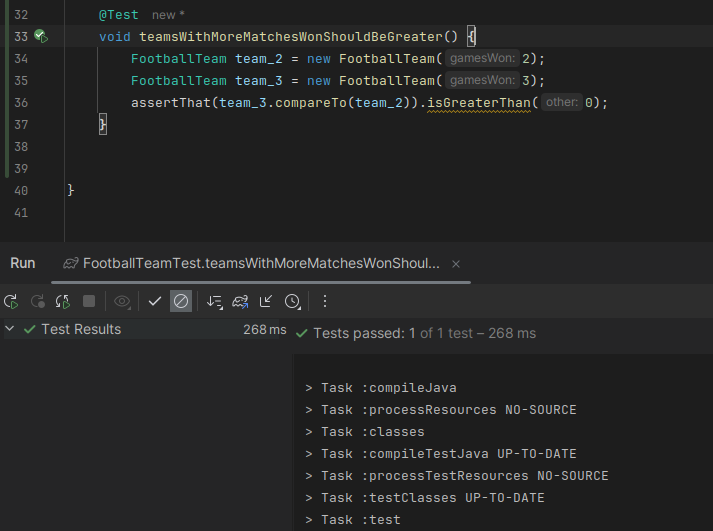 32 @Test new *
33 void teamsWithMoreMatchesWonShouldBeGreater() {
34 FootballTeam team_2 = new FootballTeam( gamesWon: 2);
35 FootballTeam team_3 = new FootballTeam( gamesWon: 3);
36 assertThat(team_3.compareTo(team_2)).isGreaterThan( other: 0);
37 }
38
39
40 }
41
Run FootballTeamTest.teamsWithMoreMatchesWonShoul... ×
Test Results 268 ms
Tests passed: 1 of 1 test – 268 ms
> Task :compileJava
> Task :processResources NO-SOURCE
> Task :classes
> Task :compileTestJava UP-TO-DATE
> Task :processTestResources NO-SOURCE
> Task :testClasses UP-TO-DATE
> Task :test